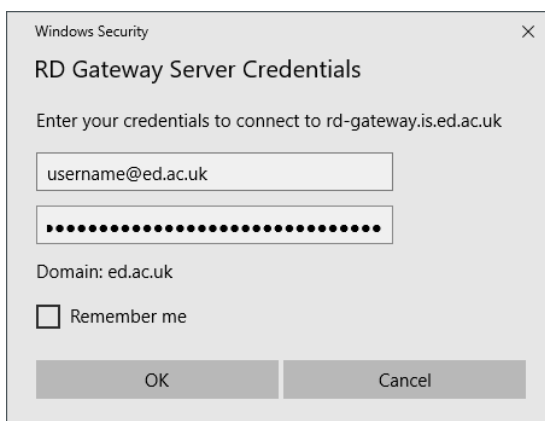 Windows Security
RD Gateway Server Credentials
Enter your credentials to connect to rd-gateway.is.ed.ac.uk
username@ed.ac.uk
Domain: ed.ac.uk
Remember me
OK Cancel